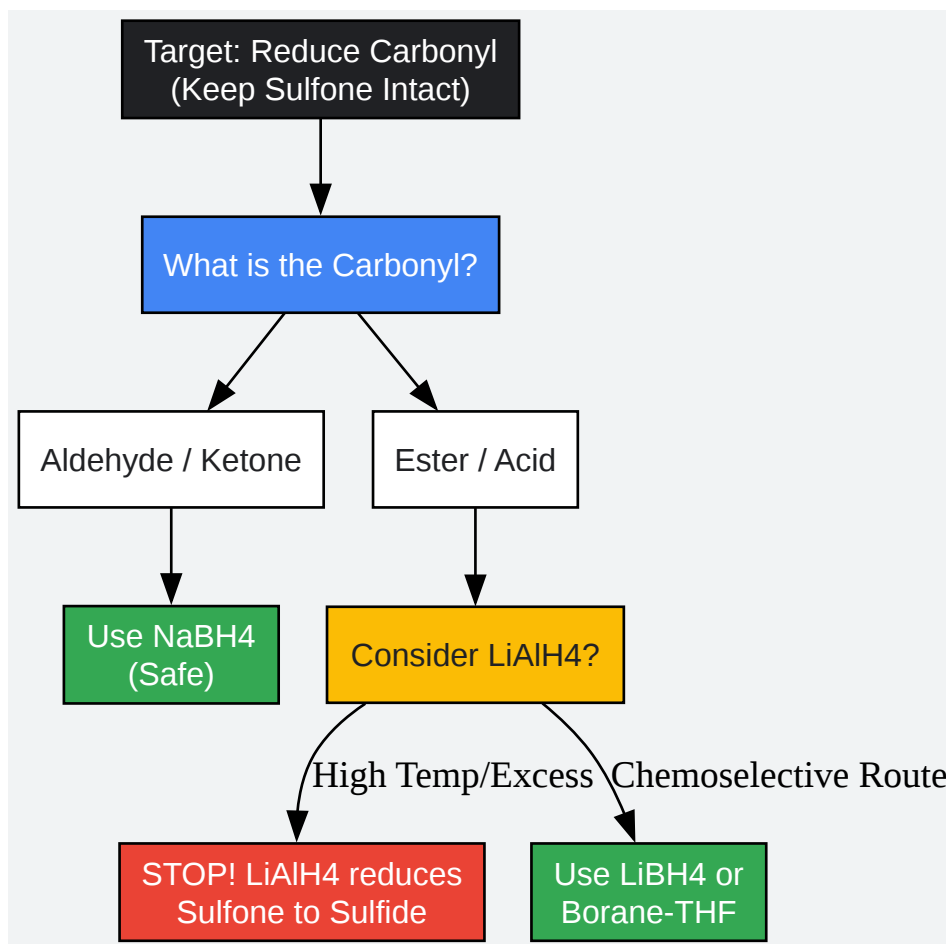 Target: Reduce Carbonyl
(Keep Sulfone Intact)
What is the Carbonyl?
Aldehyde / Ketone
Ester / Acid
Use NaBH4
(Safe)
Consider LiAlH4?
High Temp/Excess
Chemoselective Route
STOP! LiAlH4 reduces
Sulfone to Sulfide
Use LiBH4 or
Borane-THF